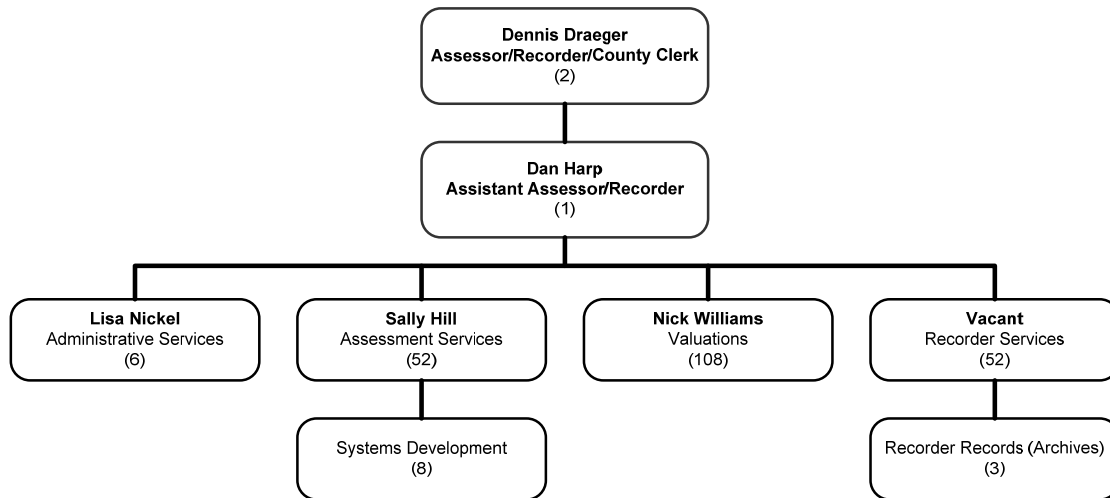 Dennis Draeger
Assessor/Recorder/County Clerk
(2)
Dan Harp
Assistant Assessor/Recorder
(1)
Lisa Nickel
Administrative Services
(6)
Sally Hill
Assessment Services
(52)
Nick Williams
Valuations
(108)
Vacant
Recorder Services
(52)
Systems Development
(8)
Recorder Records (Archives)
(3)